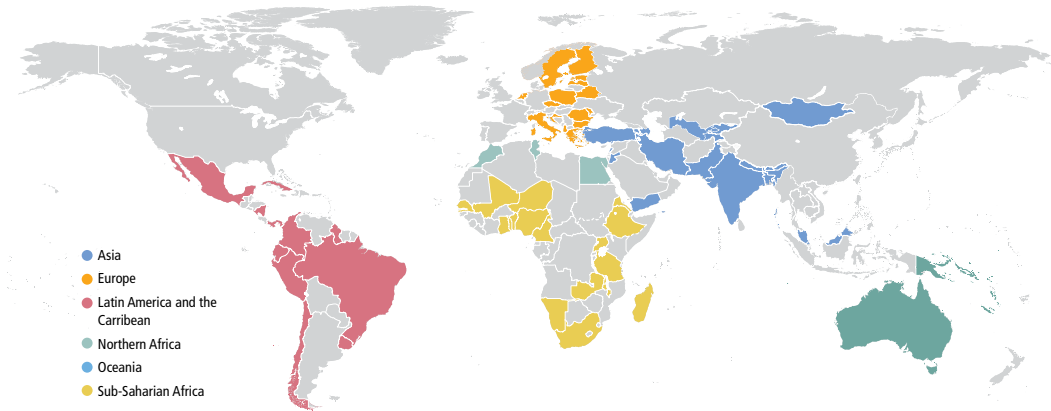 Asia
Europe
Latin America and the
Carribean
Northern Africa
Oceania
Sub-Saharian Africa